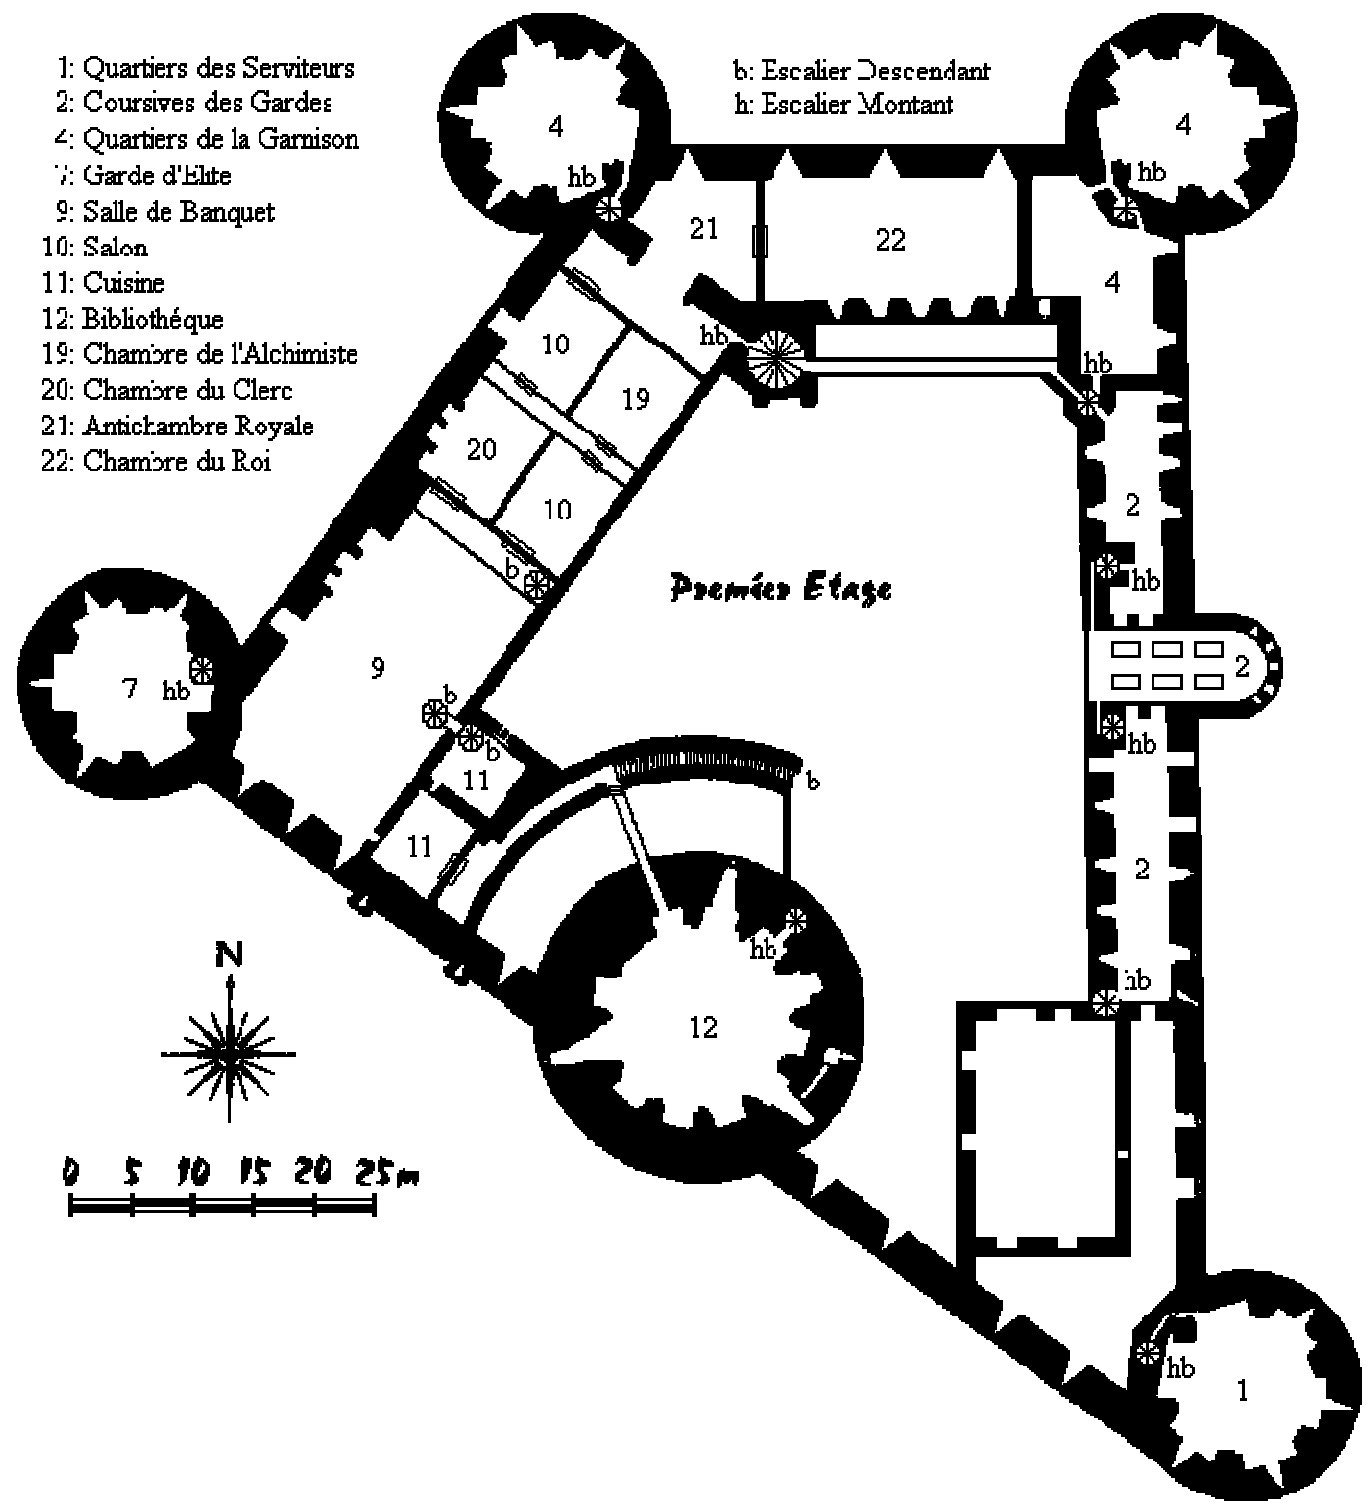 1: Quartiers des Serviteurs
2: Coursives des Gardes
4: Quartiers de la Garnison
7: Garde d'Elite
9: Salle de Banquet
10: Salon
11: Cuisine
12: Bibliothéque
19: Chambre de l'Alchimiste
20: Chambre du Clerc
21: Antichambre Royale
22: Chambre du Roi
b: Escalier Descendant
h: Escalier Montant
4
4
hb
hb
21
22
4
hb
10
hb
19
20
2
10
b
hb
Premier Etage
9
2
7
hb
b
b
hb
11
b
11
2
hb
N
hb
12
0 5 10 15 20 25m
hb
1